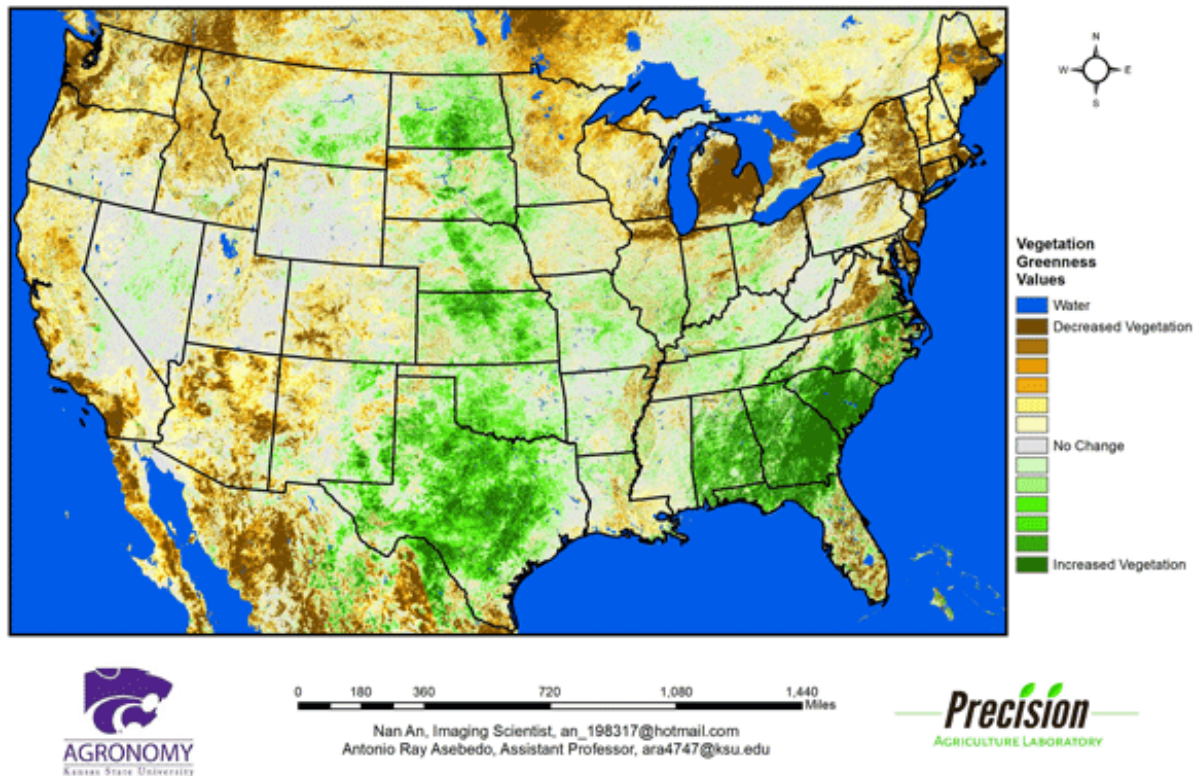 N
W E
S
Vegetation
Greenness
Values
Water
Decreased Vegetation
No Change
Increased Vegetation
0 180 360 720 1,080 1,440
Miles
Nan An, Imaging Scientist, an_198317@hotmail.com
Antonio Ray Asebedo, Assistant Professor, ara4747@ksu.edu
AGRONOMY
Kansas State University
Precision
AGRICULTURE LABORATORY